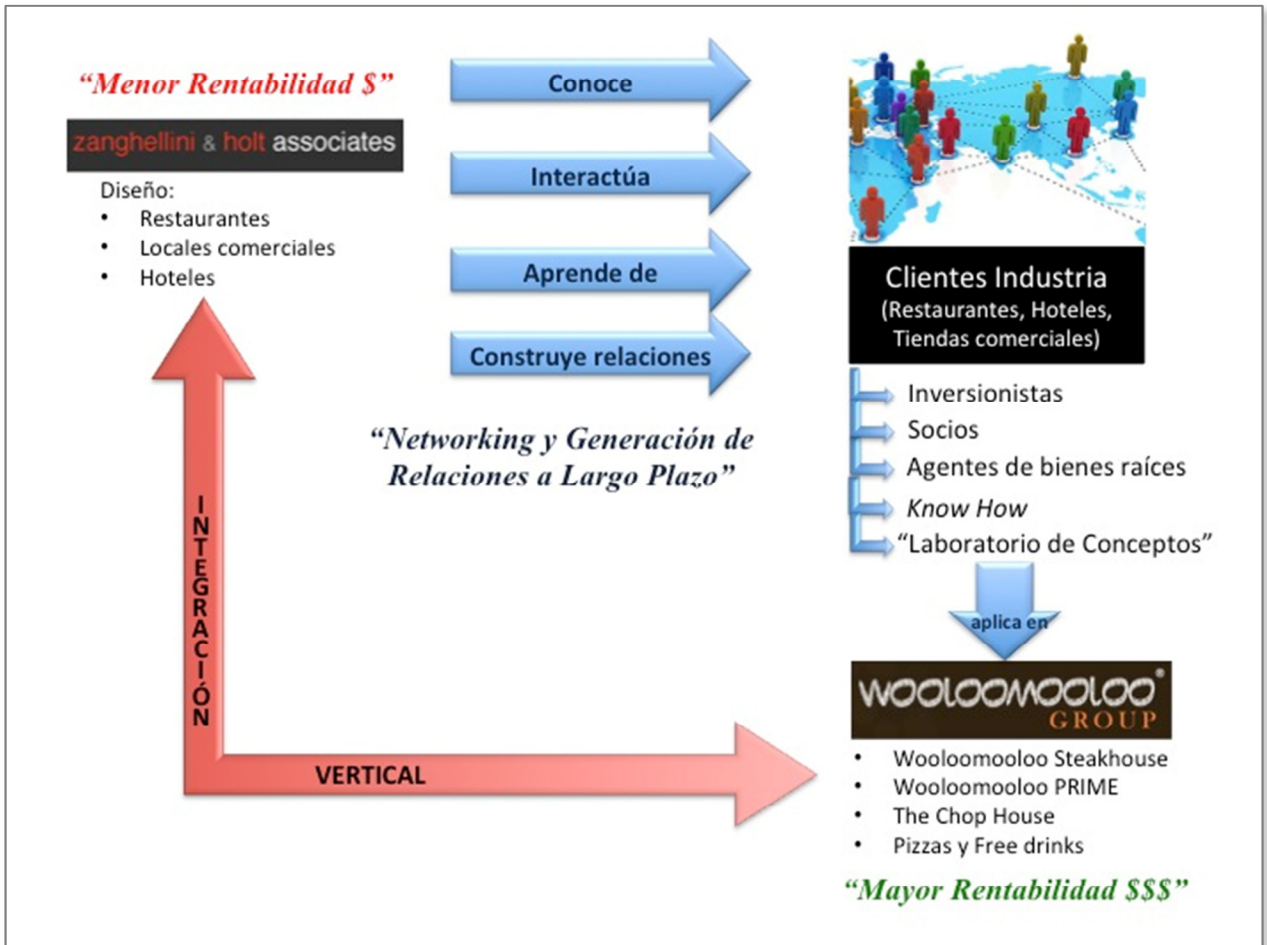 “Menor Rentabilidad $”
zanghellini & holt associates
Diseño:
• Restaurantes
• Locales comerciales
• Hoteles
Conoce
Interactúa
Aprende de
Construye relaciones
“Networking y Generación de
Relaciones a Largo Plazo”
Clientes Industria
(Restaurantes, Hoteles,
Tiendas comerciales)
Inversionistas
Socios
Agentes de bienes raíces
Know How
“Laboratorio de Conceptos”
aplica en
INTEGRACIÓN
VERTICAL
WOOLOOMOOLOO®
GROUP
• Wooloomooloo Steakhouse
• Wooloomooloo PRIME
• The Chop House
• Pizzas y Free drinks
“Mayor Rentabilidad $$$”